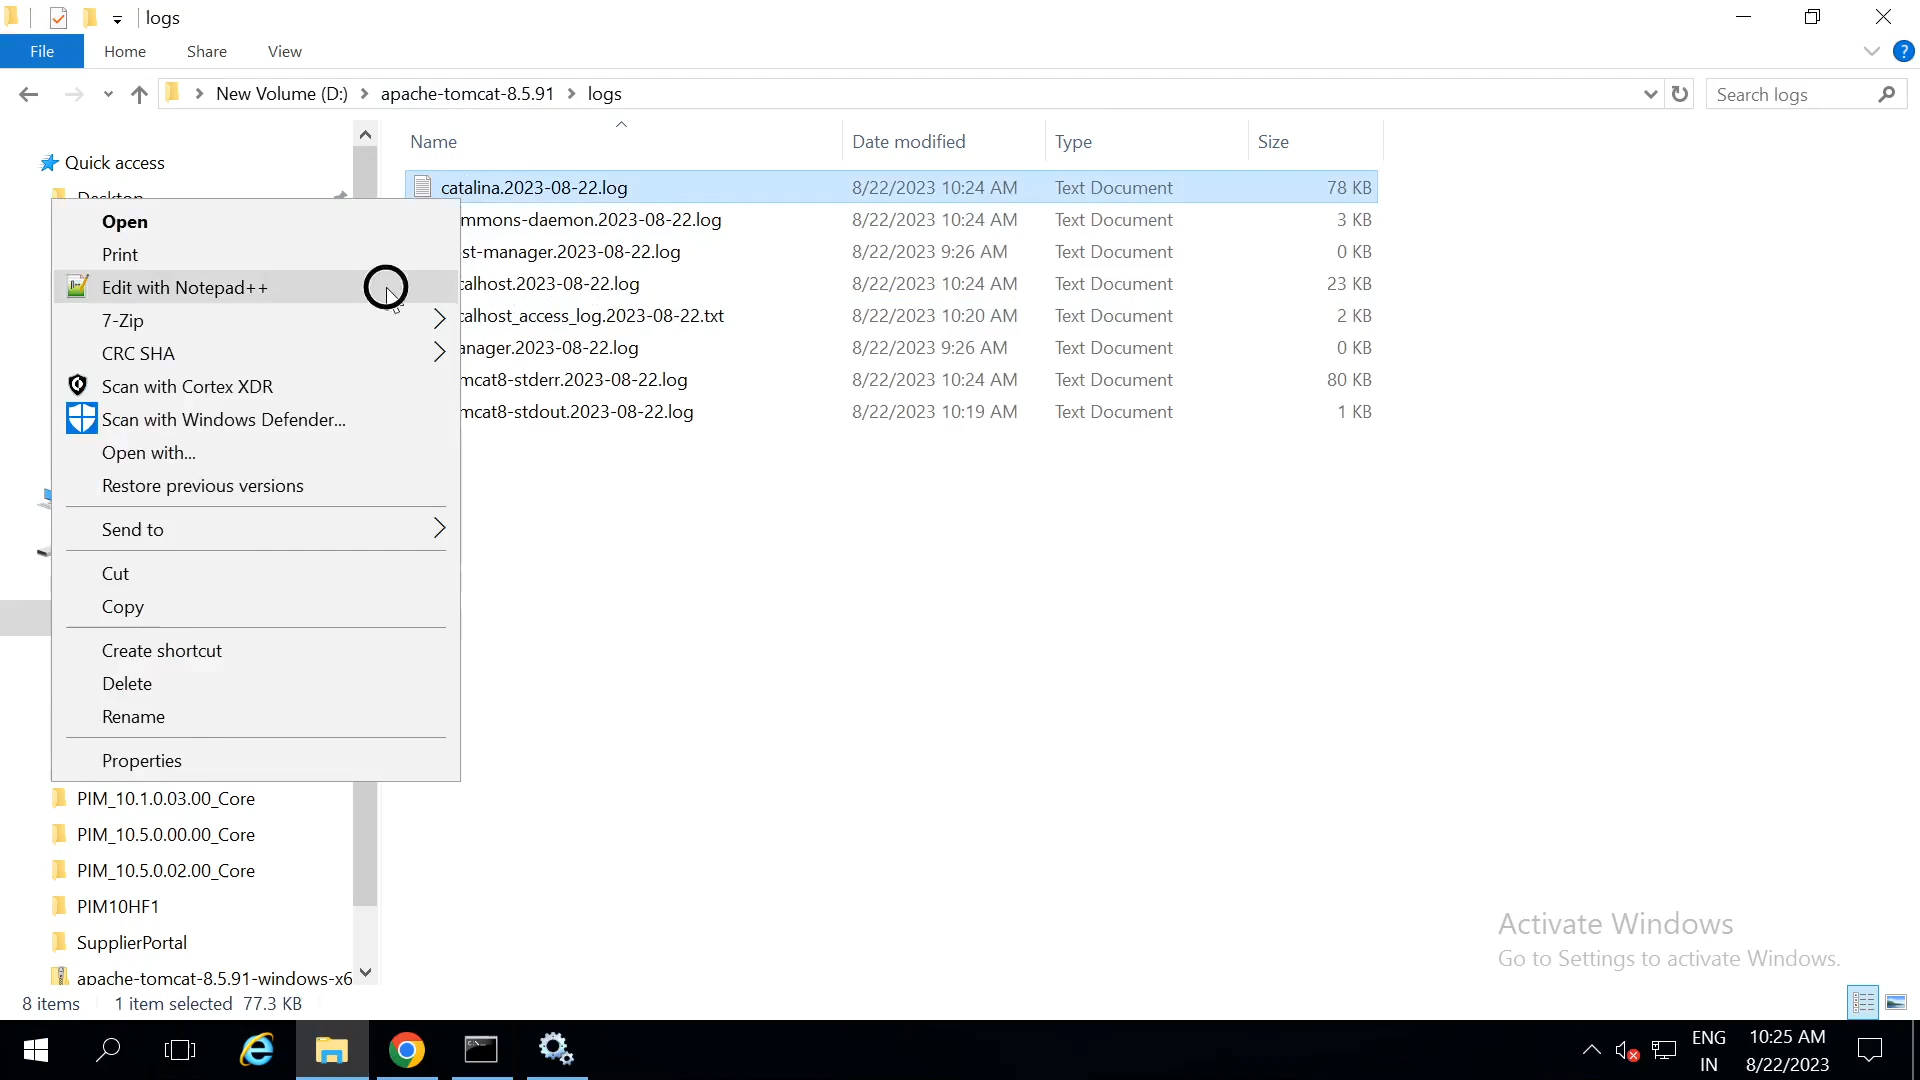 logs
File Home Share View
New Volume (D:) apache-tomcat-8.5.91 logs
Search logs
Name Date modified Type Size
Quick access
Desktop
catalina.2023-08-22.log 8/22/2023 10:24 AM Text Document 78 KB
mmons-daemon.2023-08-22.log 8/22/2023 10:24 AM Text Document 3 KB
st-manager.2023-08-22.log 8/22/2023 9:26 AM Text Document 0 KB
calhost.2023-08-22.log 8/22/2023 10:24 AM Text Document 23 KB
calhost_access_log.2023-08-22.txt 8/22/2023 10:20 AM Text Document 2 KB
anager.2023-08-22.log 8/22/2023 9:26 AM Text Document 0 KB
mcat8-stderr.2023-08-22.log 8/22/2023 10:24 AM Text Document 80 KB
mcat8-stdout.2023-08-22.log 8/22/2023 10:19 AM Text Document 1 KB
Open
Print
Edit with Notepad++
7-Zip
CRC SHA
Scan with Cortex XDR
Scan with Windows Defender...
Open with...
Restore previous versions
Send to
Cut
Copy
Create shortcut
Delete
Rename
Properties
PIM_10.1.0.03.00_Core
PIM_10.5.0.00.00_Core
PIM_10.5.0.02.00_Core
PIM10HF1
SupplierPortal
apache-tomcat-8.5.91-windows-x6
Activate Windows
Go to Settings to activate Windows.
8 items 1 item selected 77.3 KB
ENG
IN
10:25 AM
8/22/2023